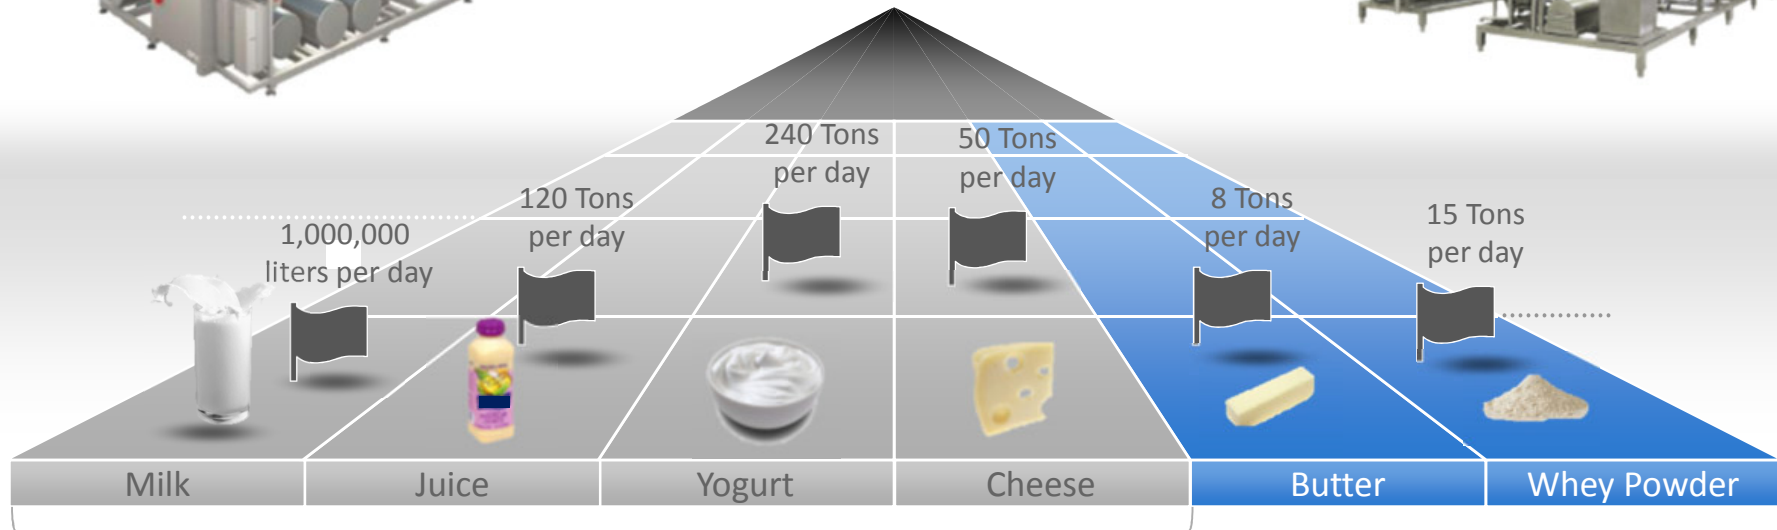 240 Tons
per day
50 Tons
per day
120 Tons
per day
8 Tons
per day
15 Tons
per day
1,000,000
liters per day
Milk
Juice
Yogurt
Cheese
Butter
Whey Powder